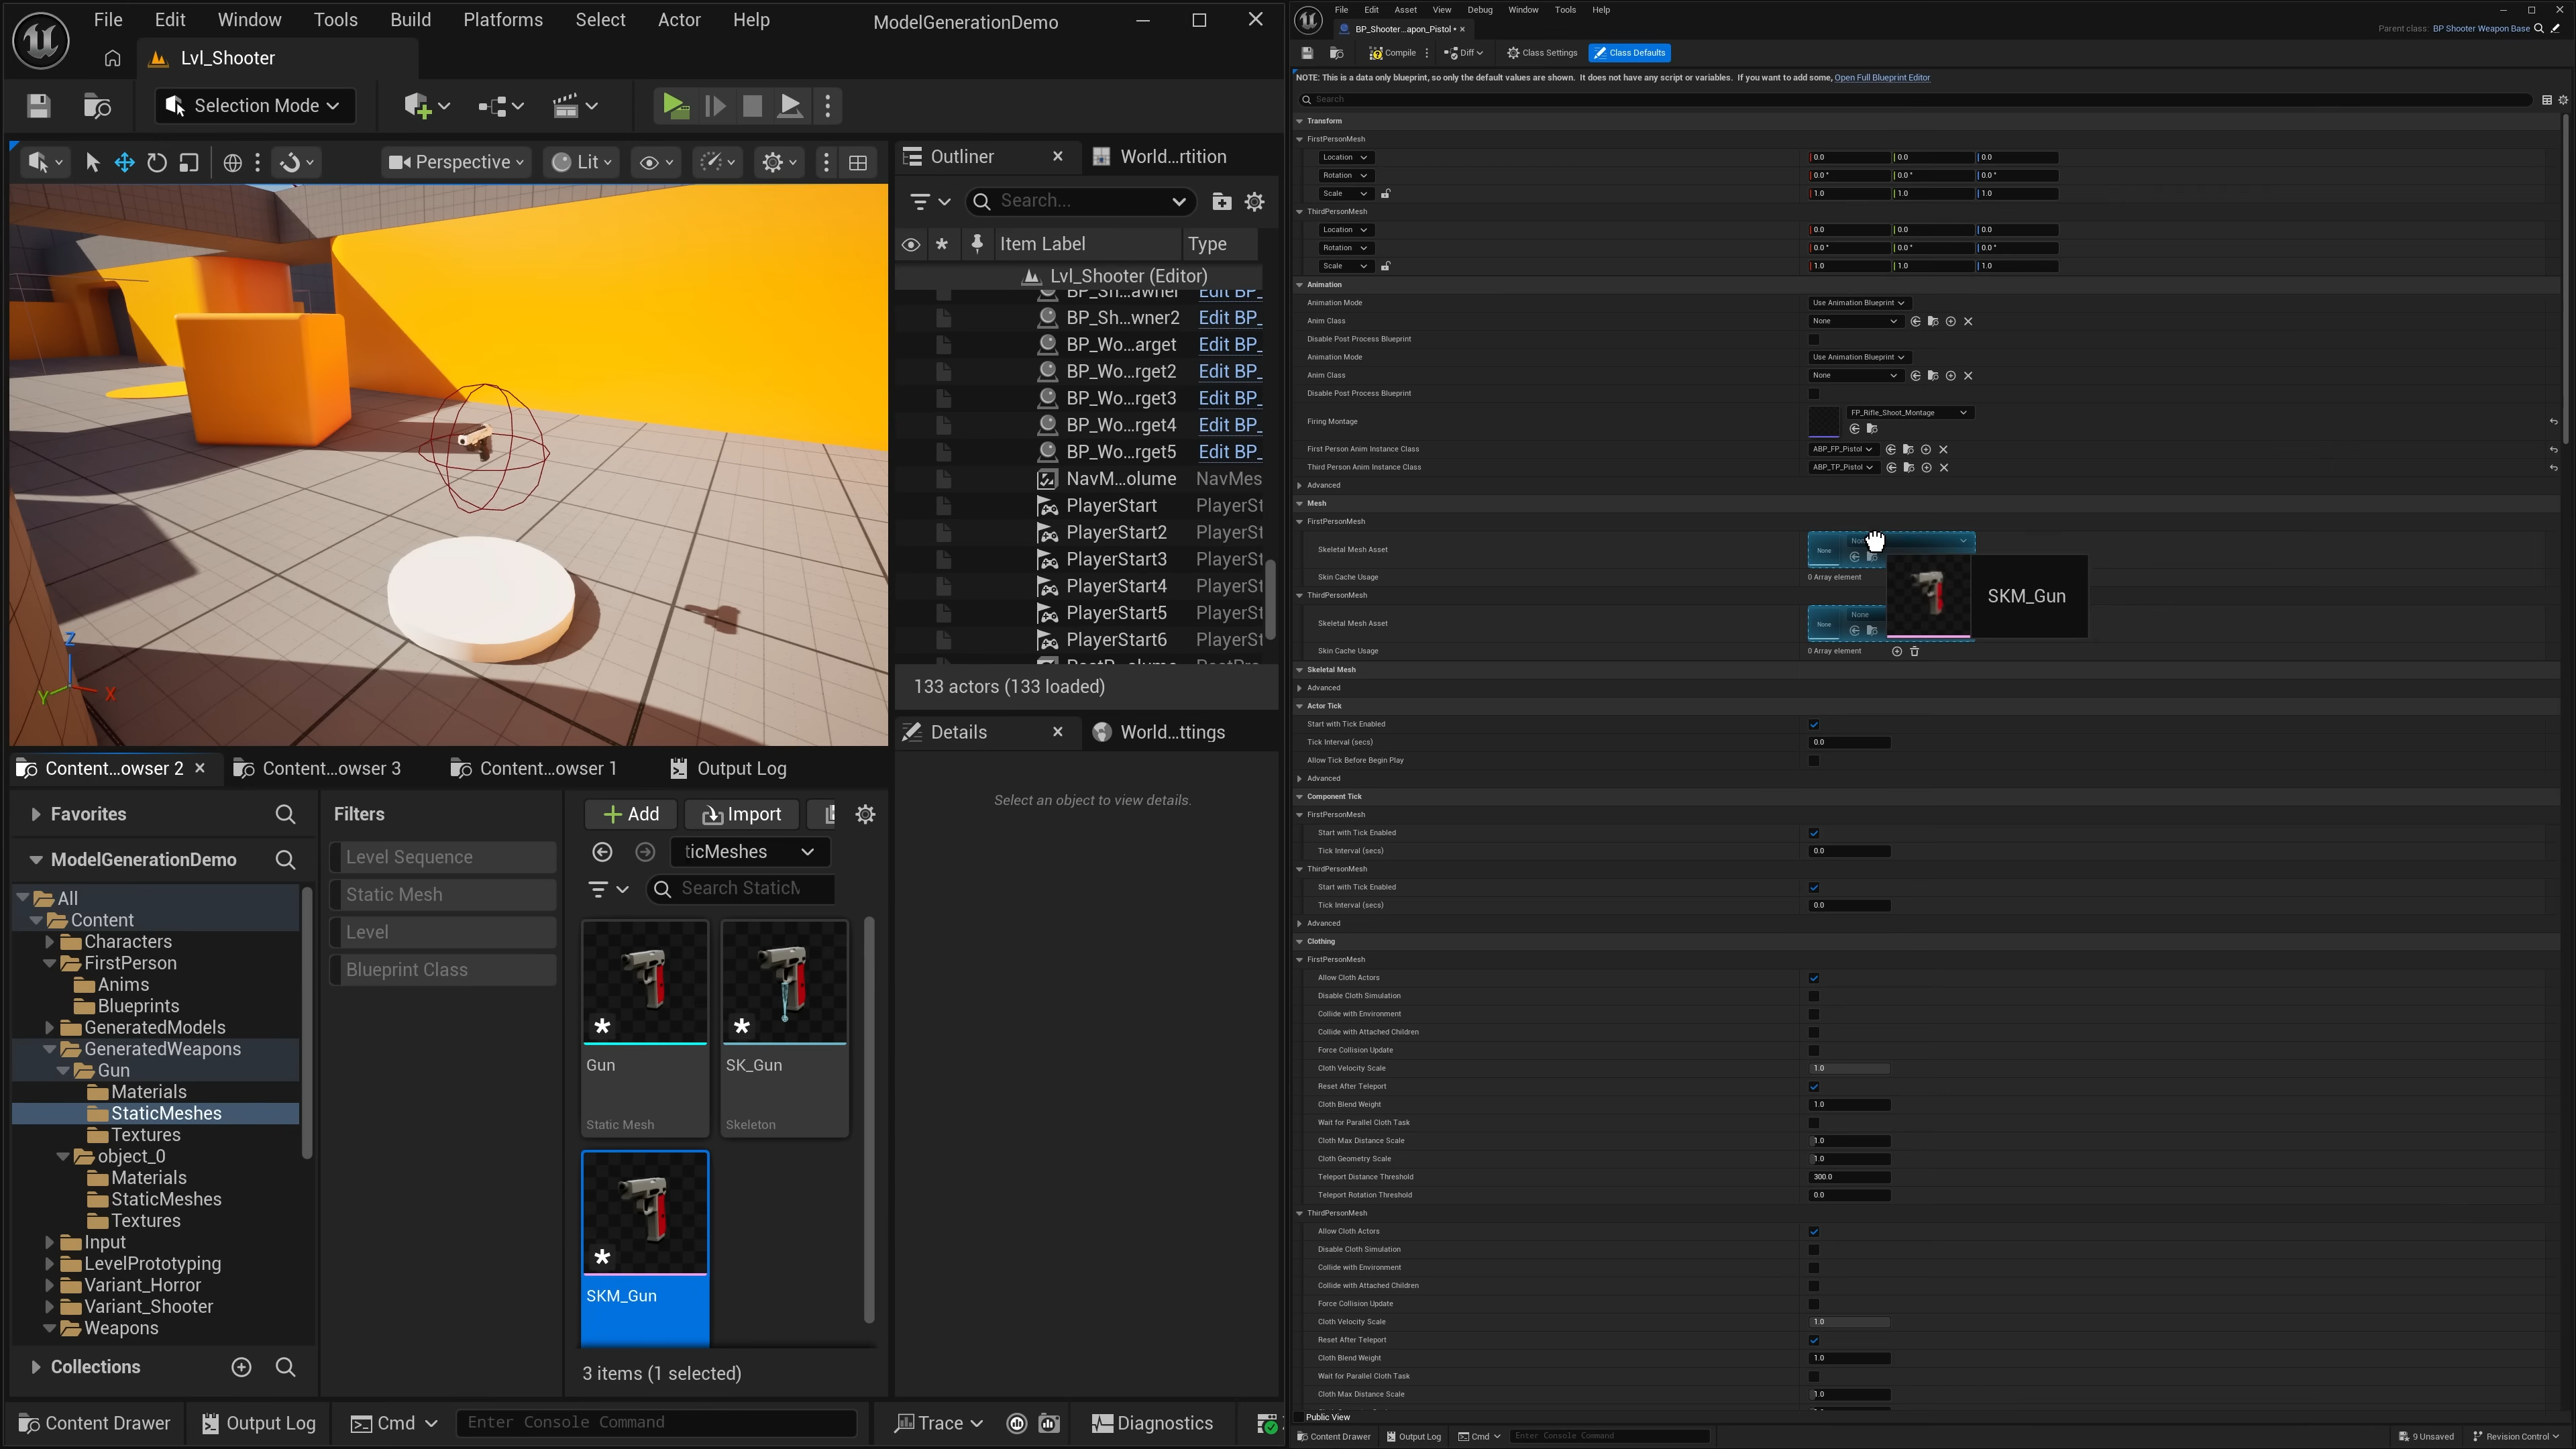 File Edit Window Tools Build Platforms Select Actor Help ModelGenerationDemo
Lvl_Shooter
Selection Mode
Perspective Lit
Outliner World...rtition
Search...
Item Label Type
Lvl_Shooter (Editor)
BP_Sh...awner Edit BP_
BP_Sh...wner2 Edit BP_
BP_Wo...arget Edit BP_
BP_Wo...rget2 Edit BP_
BP_Wo...rget3 Edit BP_
BP_Wo...rget4 Edit BP_
BP_Wo...rget5 Edit BP_
NavM...olume NavMes
PlayerStart PlayerSt
PlayerStart2 PlayerSt
PlayerStart3 PlayerSt
PlayerStart4 PlayerSt
PlayerStart5 PlayerSt
PlayerStart6 PlayerSt
133 actors (133 loaded)
Details World...ttings
Select an object to view details.
Z
Y X
Content...owser 2 Content...owser 3 Content...owser 1 Output Log
Favorites
ModelGenerationDemo
All
Content
Characters
FirstPerson
Anims
Blueprints
GeneratedModels
GeneratedWeapons
Gun
Materials
StaticMeshes
Textures
object_0
Materials
StaticMeshes
Textures
Input
LevelPrototyping
Variant_Horror
Variant_Shooter
Weapons
Collections
Filters
Level Sequence
Static Mesh
Level
Blueprint Class
Add Import
ticMeshes
Search StaticM
Gun
Static Mesh
SK_Gun
Skeleton
SKM_Gun
3 items (1 selected)
Content Drawer Output Log Cmd Enter Console Command Trace Diagnostics
File Edit Asset View Debug Window Tools Help
BP_Shooter...apon_Pistol •
Parent class: BP Shooter Weapon Base
Compile Diff Class Settings Class Defaults
NOTE: This is a data only blueprint, so only the default values are shown. It does not have any script or variables. If you want to add some, Open Full Blueprint Editor
Search
Transform
FirstPersonMesh
Location 0.0 0.0 0.0
Rotation 0.0 ° 0.0 ° 0.0 °
Scale 1.0 1.0 1.0
ThirdPersonMesh
Location 0.0 0.0 0.0
Rotation 0.0 ° 0.0 ° 0.0 °
Scale 1.0 1.0 1.0
Animation
Animation Mode Use Animation Blueprint
Anim Class None
Disable Post Process Blueprint
Animation Mode Use Animation Blueprint
Anim Class None
Disable Post Process Blueprint
Firing Montage FP_Rifle_Shoot_Montage
First Person Anim Instance Class ABP_FP_Pistol
Third Person Anim Instance Class ABP_TP_Pistol
Advanced
Mesh
FirstPersonMesh
Skeletal Mesh Asset None
Skin Cache Usage 0 Array element
SKM_Gun
ThirdPersonMesh
Skeletal Mesh Asset None None
Skin Cache Usage 0 Array element
Skeletal Mesh
Advanced
Actor Tick
Start with Tick Enabled
Tick Interval (secs) 0.0
Allow Tick Before Begin Play
Advanced
Component Tick
FirstPersonMesh
Start with Tick Enabled
Tick Interval (secs) 0.0
ThirdPersonMesh
Start with Tick Enabled
Tick Interval (secs) 0.0
Advanced
Clothing
FirstPersonMesh
Allow Cloth Actors
Disable Cloth Simulation
Collide with Environment
Collide with Attached Children
Force Collision Update
Cloth Velocity Scale 1.0
Reset After Teleport
Cloth Blend Weight 1.0
Wait for Parallel Cloth Task
Cloth Max Distance Scale 1.0
Cloth Geometry Scale 1.0
Teleport Distance Threshold 300.0
Teleport Rotation Threshold 0.0
ThirdPersonMesh
Allow Cloth Actors
Disable Cloth Simulation
Collide with Environment
Collide with Attached Children
Force Collision Update
Cloth Velocity Scale 1.0
Reset After Teleport
Cloth Blend Weight 1.0
Wait for Parallel Cloth Task
Cloth Max Distance Scale 1.0
Public View
Content Drawer Output Log Cmd Enter Console Command 9 Unsaved Revision Control